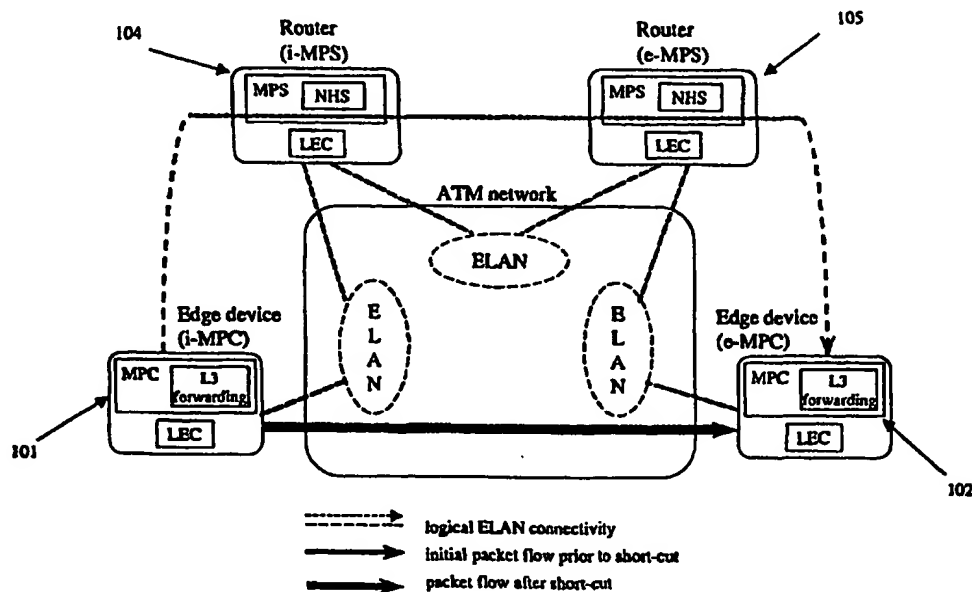 104
Router
(i-MPS)
Router
(e-MPS)
105
MPS
NHS
LEC
MPS
NHS
LEC
ATM network
ELAN
E
L
A
N
E
L
A
N
Edge device
(i-MPC)
Edge device
(e-MPC)
MPC
L3
forwarding
LEC
MPC
L3
forwarding
LEC
101
102
logical ELAN connectivity
initial packet flow prior to short-cut
packet flow after short-cut